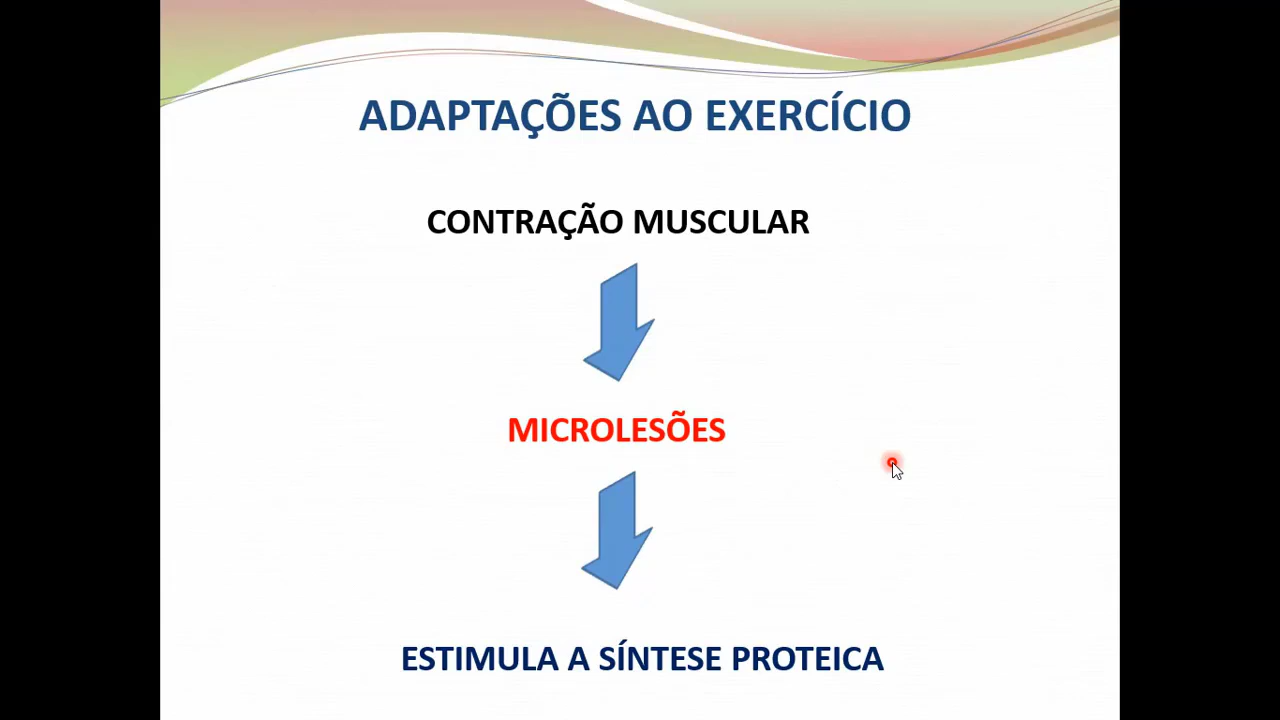 ADAPTAÇÕES AO EXERCÍCIO
CONTRAÇÃO MUSCULAR
MICROLESÕES
ESTIMULA A SÍNTESE PROTEICA